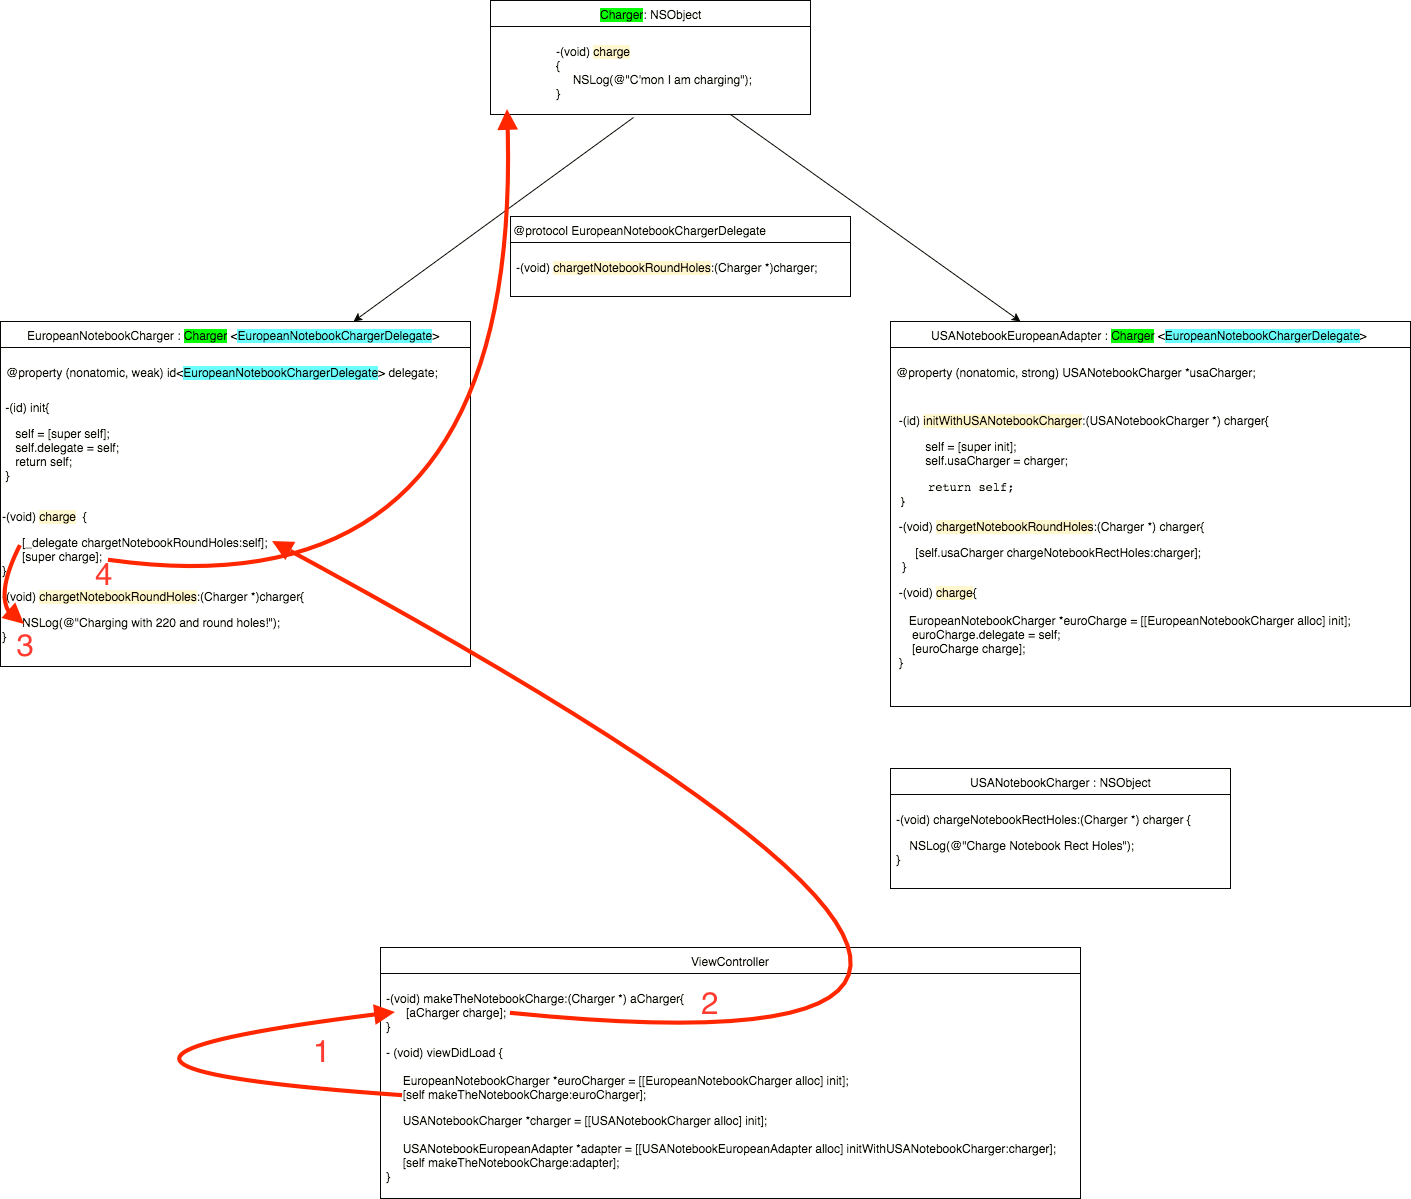 Charger: NSObject
-(void) charge
{
NSLog(@"C'mon I am charging");
}
@protocol EuropeanNotebookChargerDelegate
-(void) chargetNotebookRoundHoles:(Charger *)charger;
EuropeanNotebookCharger : Charger <EuropeanNotebookChargerDelegate>
@property (nonatomic, weak) id<EuropeanNotebookChargerDelegate> delegate;
-(id) init{
self = [super self];
self.delegate = self;
return self;
}
-(void) charge {
[_delegate chargetNotebookRoundHoles:self];
[super charge];
}
4
-(void) chargetNotebookRoundHoles:(Charger *)charger{
NSLog(@"Charging with 220 and round holes!");
}
3
USANotebookEuropeanAdapter : Charger <EuropeanNotebookChargerDelegate>
@property (nonatomic, strong) USANotebookCharger *usaCharger;
-(id) initWithUSANotebookCharger:(USANotebookCharger *) charger{
self = [super init];
self.usaCharger = charger;
return self;
}
-(void) chargetNotebookRoundHoles:(Charger *) charger{
[self.usaCharger chargeNotebookRectHoles:charger];
}
-(void) charge{
EuropeanNotebookCharger *euroCharge = [[EuropeanNotebookCharger alloc] init];
euroCharge.delegate = self;
[euroCharge charge];
}
USANotebookCharger : NSObject
-(void) chargeNotebookRectHoles:(Charger *) charger {
NSLog(@"Charge Notebook Rect Holes");
}
ViewController
-(void) makeTheNotebookCharge:(Charger *) aCharger{
[aCharger charge];
}
2
1
- (void) viewDidLoad {
EuropeanNotebookCharger *euroCharger = [[EuropeanNotebookCharger alloc] init];
[self makeTheNotebookCharge:euroCharger];
USANotebookCharger *charger = [[USANotebookCharger alloc] init];
USANotebookEuropeanAdapter *adapter = [[USANotebookEuropeanAdapter alloc] initWithUSANotebookCharger:charger];
[self makeTheNotebookCharge:adapter];
}